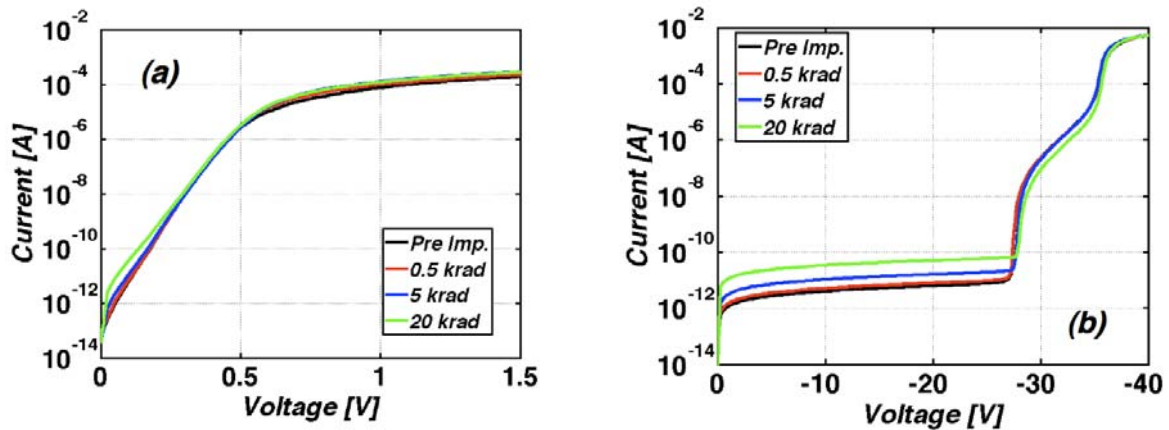 (a)
Current [A]
10^-2
10^-4
10^-6
10^-8
10^-10
10^-12
10^-14
Pre Imp.
0.5 krad
5 krad
20 krad
0 0.5 1 1.5
Voltage [V]
Current [A]
10^-2
10^-4
10^-6
10^-8
10^-10
10^-12
10^-14
Pre Imp.
0.5 krad
5 krad
20 krad
(b)
0 -10 -20 -30 -40
Voltage [V]